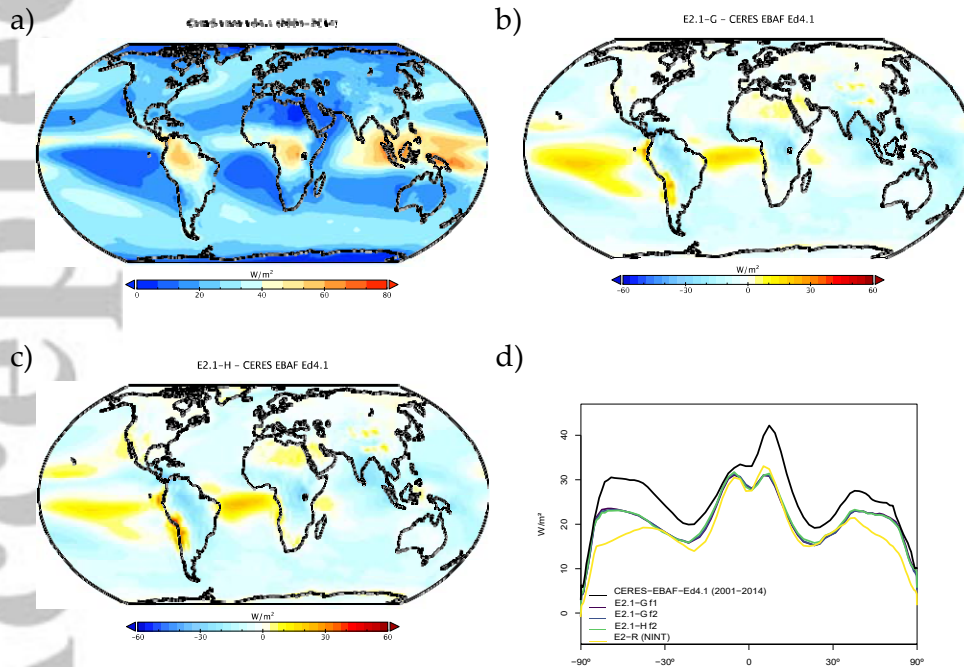 a)
b)
E2.1-G - CERES EBAF Ed4.1
W/m²
0 20 40 60 80
W/m²
-60 -30 0 30 60
c)
E2.1-H - CERES EBAF Ed4.1
d)
W/m²
-60 -30 0 30 60
40
30
20
10
0
W/m²
CERES-EBAF-Ed4.1 (2001-2014)
E2.1-G f1
E2.1-G f2
E2.1-H f2
E2-R (NINT)
-90° -30° 0 30° 90°